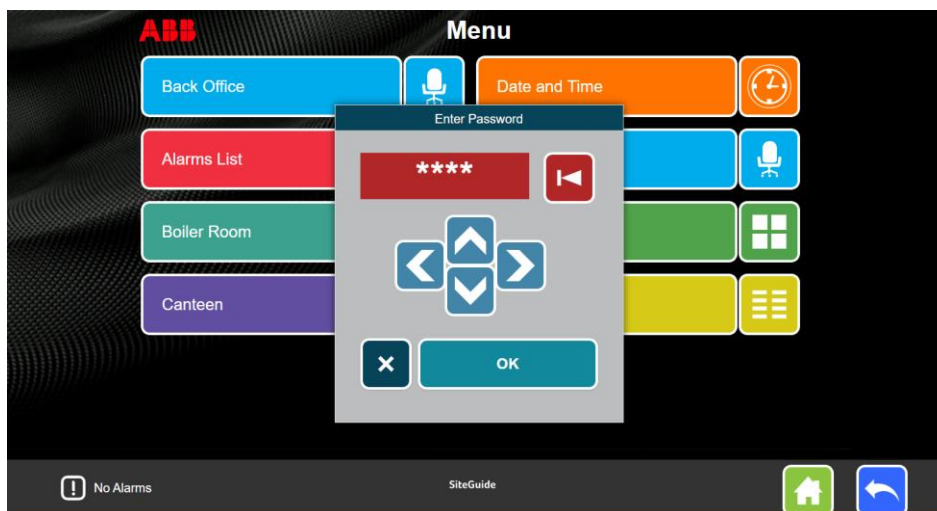 ABB Menu
Back Office
Date and Time
Enter Password
Alarms List
****
Boiler Room
Canteen
OK
No Alarms
SiteGuide